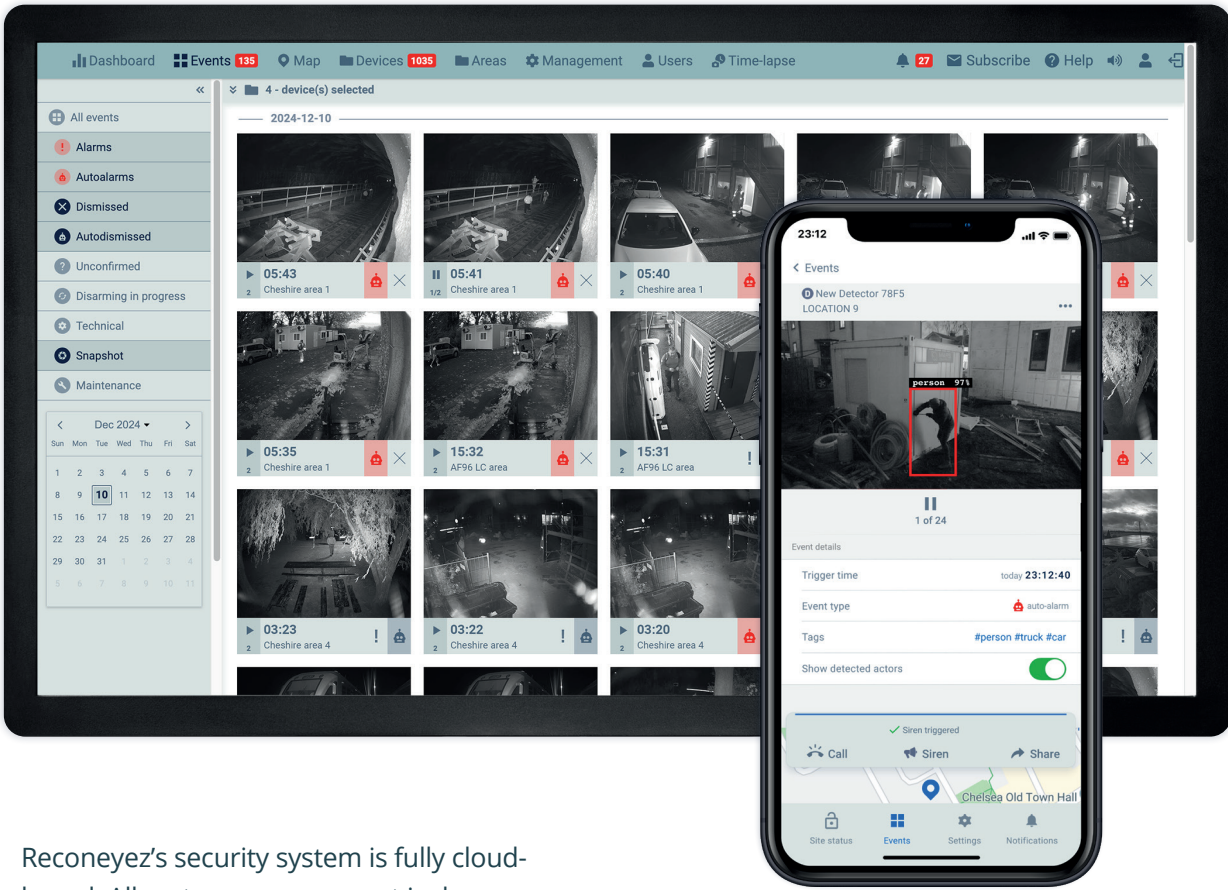 Dashboard
Events 135
Map
Devices 1035
Areas
Management
Users
Time-lapse
27
Subscribe
Help
4 - device(s) selected
All events
Alarms
Autoalarms
Dismissed
Autodismissed
Unconfirmed
Disarming in progress
Technical
Snapshot
Maintenance
Dec 2024
Sun Mon Tue Wed Thu Fri Sat
1 2 3 4 5 6 7
8 9 10 11 12 13 14
15 16 17 18 19 20 21
22 23 24 25 26 27 28
29 30 31 1 2 3 4
5 6 7 8 9 10 11
2024-12-10
05:43
2 Cheshire area 1
05:41
1/2 Cheshire area 1
05:40
2 Cheshire area 1
05:35
2 Cheshire area 1
15:32
2 AF96 LC area
15:31
2 AF96 LC area
!
03:23
2 Cheshire area 4
!
03:22
2 Cheshire area 4
!
03:20
2 Cheshire area 4
!
23:12
Events
D New Detector 78F5
LOCATION 9
person 97%
1 of 24
Event details
Trigger time today 23:12:40
Event type auto-alarm
Tags #person #truck #car
Show detected actors
Siren triggered
Call Siren Share
Chelsea Old Town Hall
Site status Events Settings Notifications
Reconeyez's security system is fully cloud-